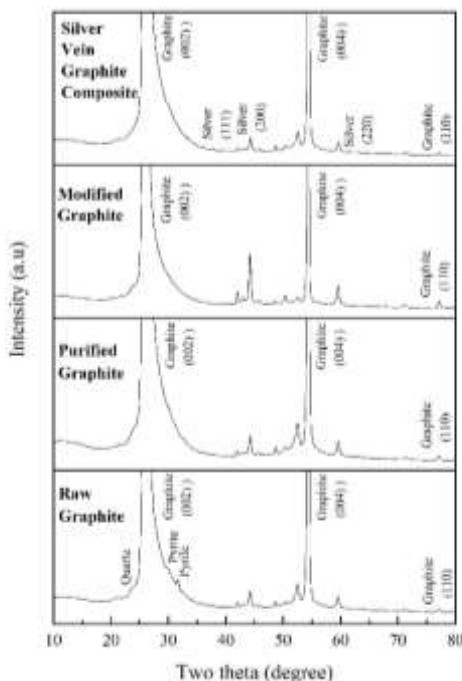 Silver
Vein
Graphite
Composite
Graphite
(002) )
Silver
(111)
Silver
(200)
Graphite
(004) )
Silver
(220)
Graphite
(110)
Modified
Graphite
Graphite
(002) )
Graphite
(004) )
Graphite
(110)
Purified
Graphite
Graphite
(002) )
Graphite
(004) )
Graphite
(110)
Raw
Graphite
Quartz
Graphite
(002) )
Pyrite
Pyrite
Graphite
(004) )
Graphite
(110)
Intensity (a.u)
10 20 30 40 50 60 70 80
Two theta (degree)